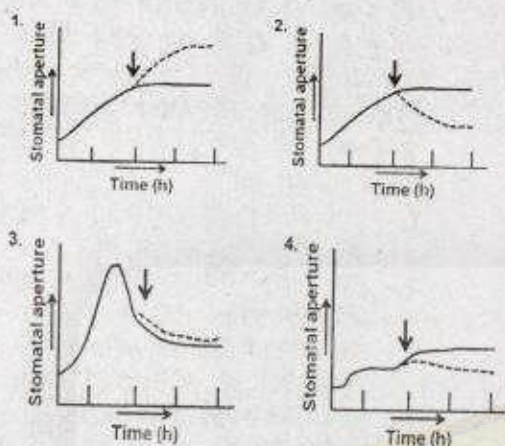 1.
Stomatal aperture
Time (h)
2.
Stomatal aperture
Time (h)
3.
Stomatal aperture
Time (h)
4.
Stomatal aperture
Time (h)